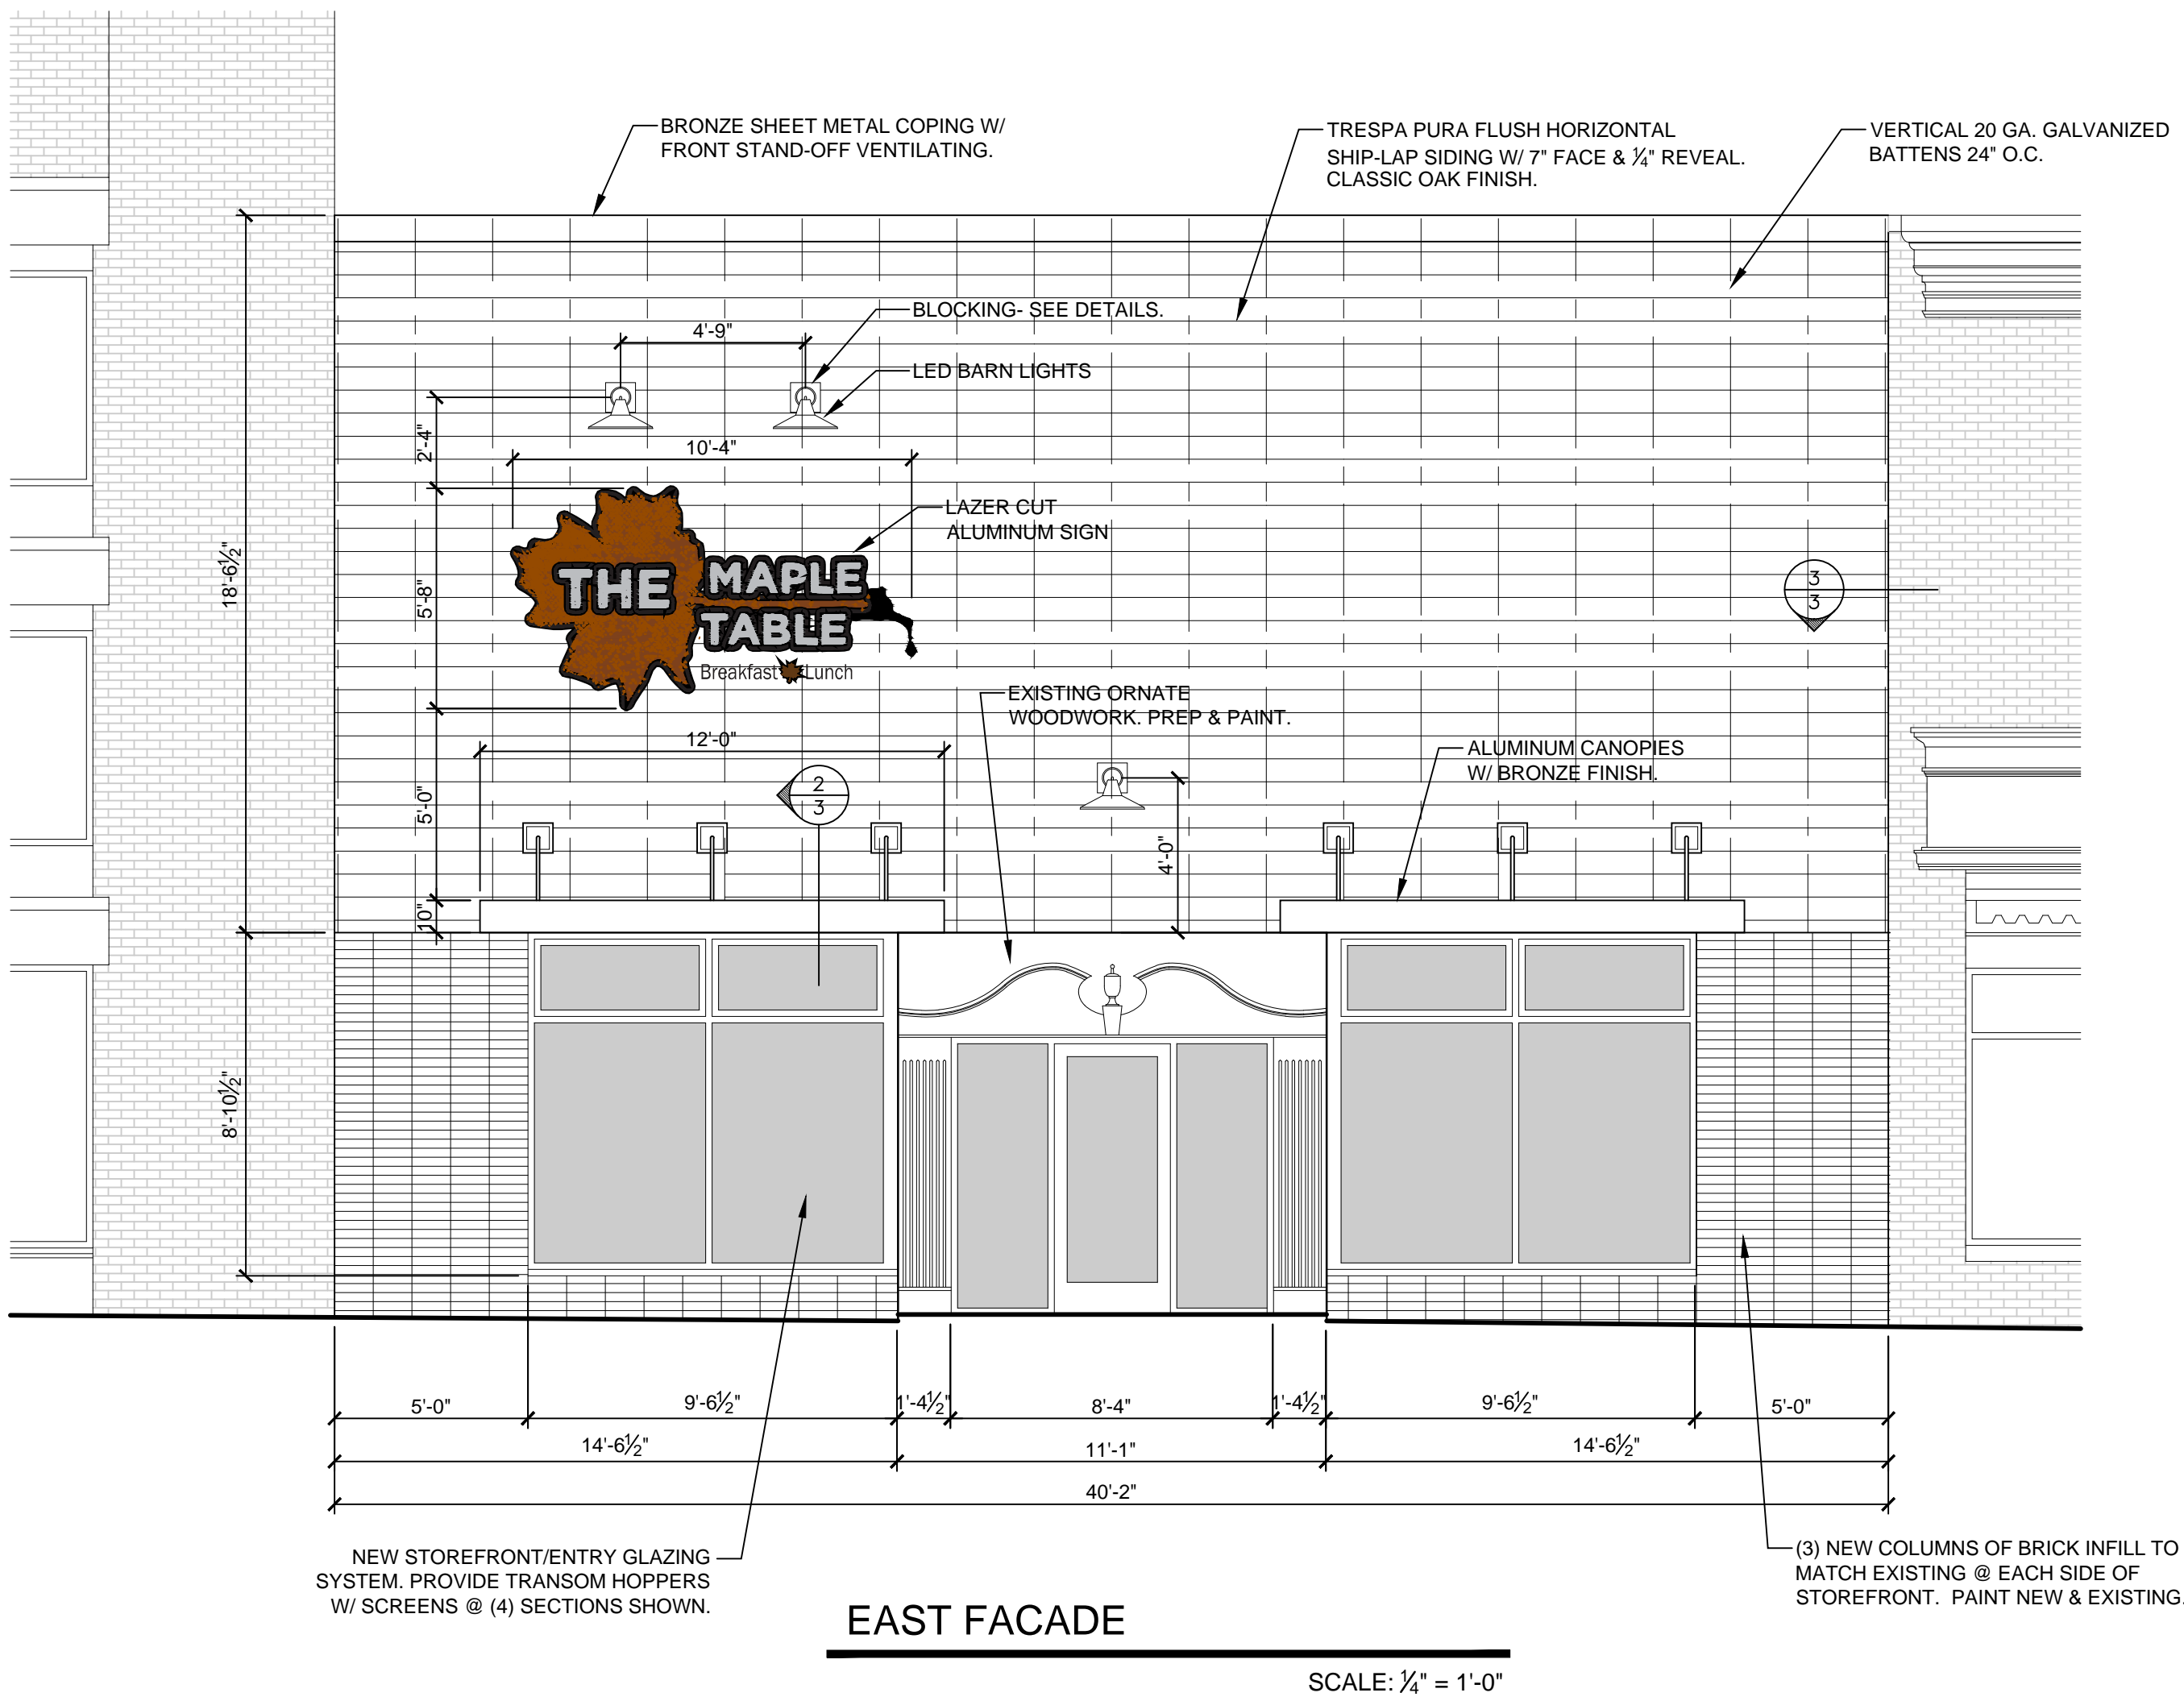 BRONZE SHEET METAL COPING W/
FRONT STAND-OFF VENTILATING.
TRESPA PURA FLUSH HORIZONTAL
SHIP-LAP SIDING W/ 7" FACE & ¼" REVEAL.
CLASSIC OAK FINISH.
VERTICAL 20 GA. GALVANIZED
BATTENS 24" O.C.
BLOCKING- SEE DETAILS.
4'-9"
LED BARN LIGHTS
2'-4"
10'-4"
LAZER CUT
ALUMINUM SIGN
18'-6½"
5'-8"
THE MAPLE
TABLE
Breakfast Lunch
3
3
EXISTING ORNATE
WOODWORK. PREP & PAINT.
12'-0"
ALUMINUM CANOPIES
W/ BRONZE FINISH.
2
3
5'-0"
4'-0"
10"
8'-10½"
5'-0"
9'-6½"
1'-4½"
8'-4"
1'-4½"
9'-6½"
5'-0"
14'-6½"
11'-1"
14'-6½"
40'-2"
NEW STOREFRONT/ENTRY GLAZING
SYSTEM. PROVIDE TRANSOM HOPPERS
W/ SCREENS @ (4) SECTIONS SHOWN.
(3) NEW COLUMNS OF BRICK INFILL TO
MATCH EXISTING @ EACH SIDE OF
STOREFRONT. PAINT NEW & EXISTING.
EAST FACADE
SCALE: ¼" = 1'-0"